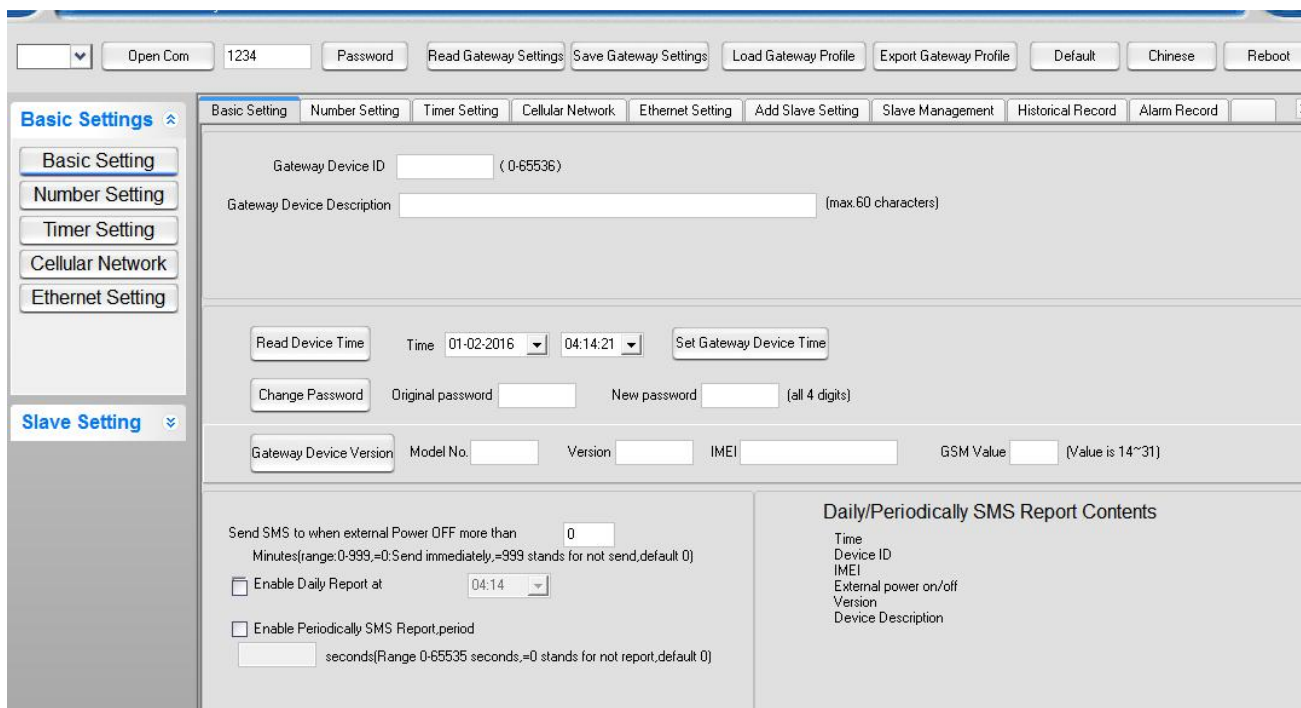 Open Com 1234 Password Read Gateway Settings Save Gateway Settings Load Gateway Profile Export Gateway Profile Default Chinese Reboot
Basic Settings
Basic Setting
Number Setting
Timer Setting
Cellular Network
Ethernet Setting
Slave Setting
Basic Setting Number Setting Timer Setting Cellular Network Ethernet Setting Add Slave Setting Slave Management Historical Record Alarm Record
Gateway Device ID ( 0-65536)
Gateway Device Description (max.60 characters)
Read Device Time Time 01-02-2016 04:14:21 Set Gateway Device Time
Change Password Original password New password (all 4 digits)
Gateway Device Version Model No. Version IMEI GSM Value (Value is 14~31)
Send SMS to when external Power OFF more than 0
Minutes(range:0-999,=0:Send immediately,=999 stands for not send,default 0)
Enable Daily Report at 04:14
Enable Periodically SMS Report,period
seconds(Range 0-65535 seconds,=0 stands for not report,default 0)
Daily/Periodically SMS Report Contents
Time
Device ID
IMEI
External power on/off
Version
Device Description